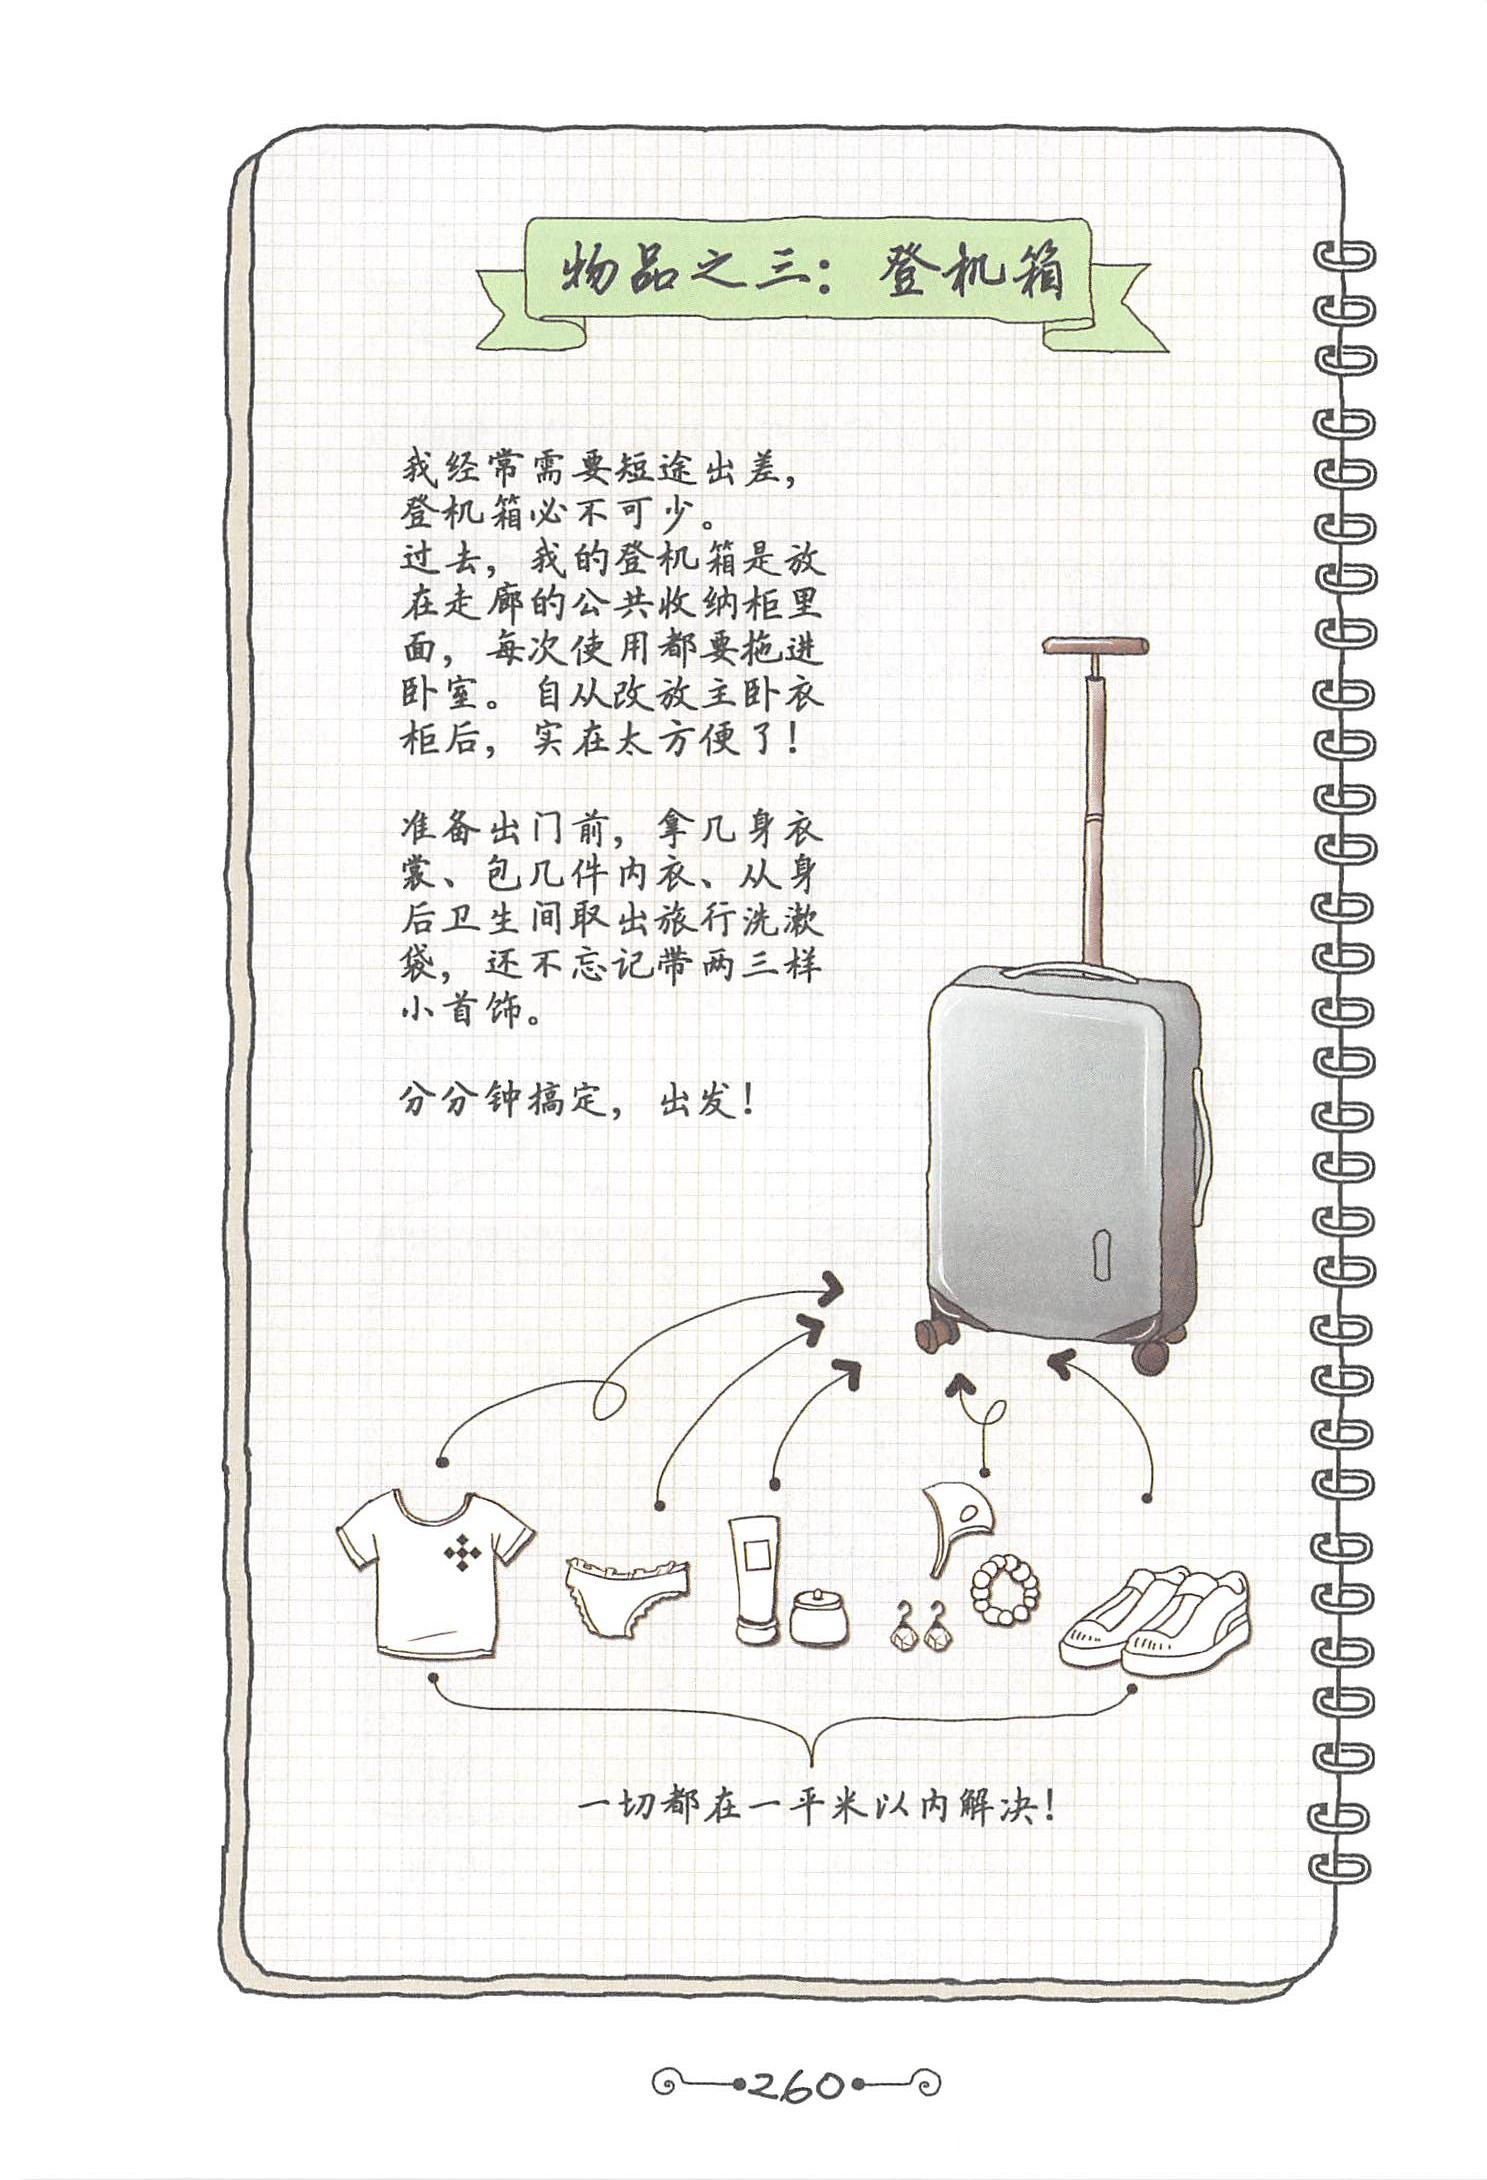 物品之三：登机箱
我经常需要短途出差，
登机箱必不可少。
过去，我的登机箱是放
在走廊的公共收纳柜里
面，每次使用都要拖进
卧室。自从改放主卧衣
柜后，实在太方便了！
准备出门前，拿几身衣
裳、包几件内衣、从身
后卫生间取出旅行洗漱
袋，还不忘记带两三样
小首饰。
分分钟搞定，出发！
一切都在一平米以内解决！
260